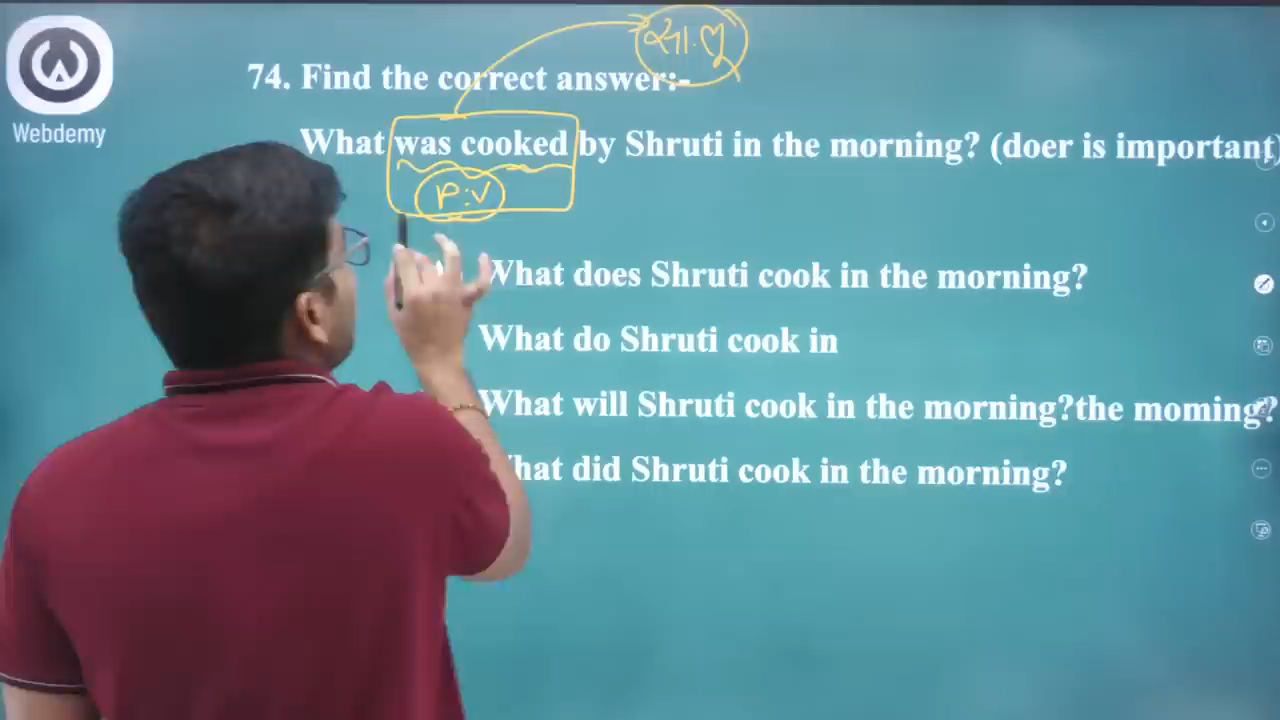 Webdemy
સા.ભૂ
74. Find the correct answer:-
What was cooked by Shruti in the morning? (doer is important)
P.V
What does Shruti cook in the morning?
What do Shruti cook in
What will Shruti cook in the morning?the moming?
What did Shruti cook in the morning?